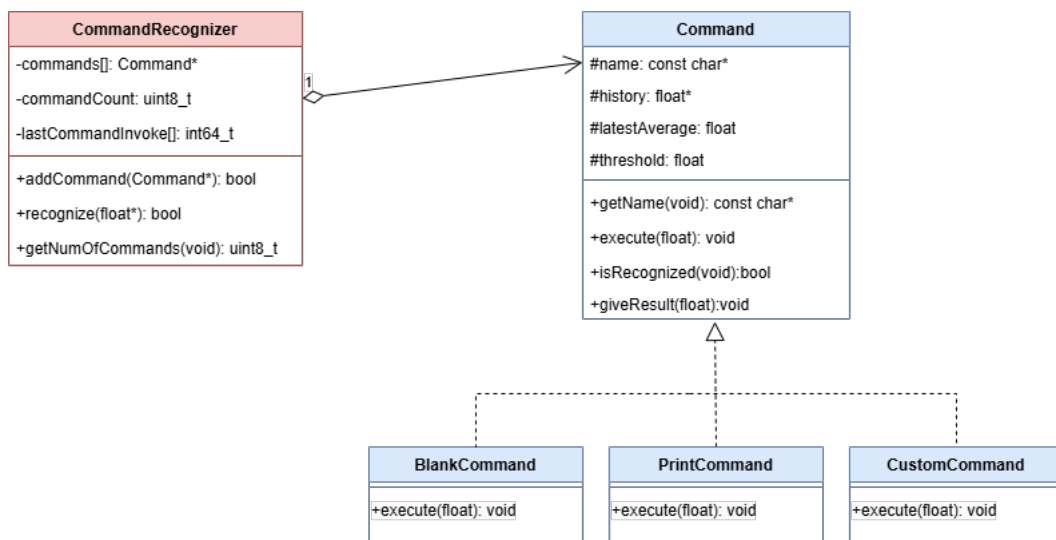 CommandRecognizer
-commands[]: Command*
-commandCount: uint8_t
-lastCommandInvoke[]: int64_t
+addCommand(Command*): bool
+recognize(float*): bool
+getNumOfCommands(void): uint8_t
1
Command
#name: const char*
#history: float*
#latestAverage: float
#threshold: float
+getName(void): const char*
+execute(float): void
+isRecognized(void):bool
+giveResult(float):void
BlankCommand
+execute(float): void
PrintCommand
+execute(float): void
CustomCommand
+execute(float): void